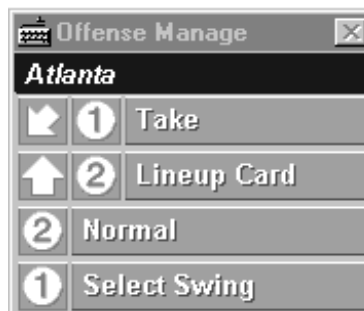 Offense Manage
Atlanta
1 Take
2 Lineup Card
2 Normal
1 Select Swing